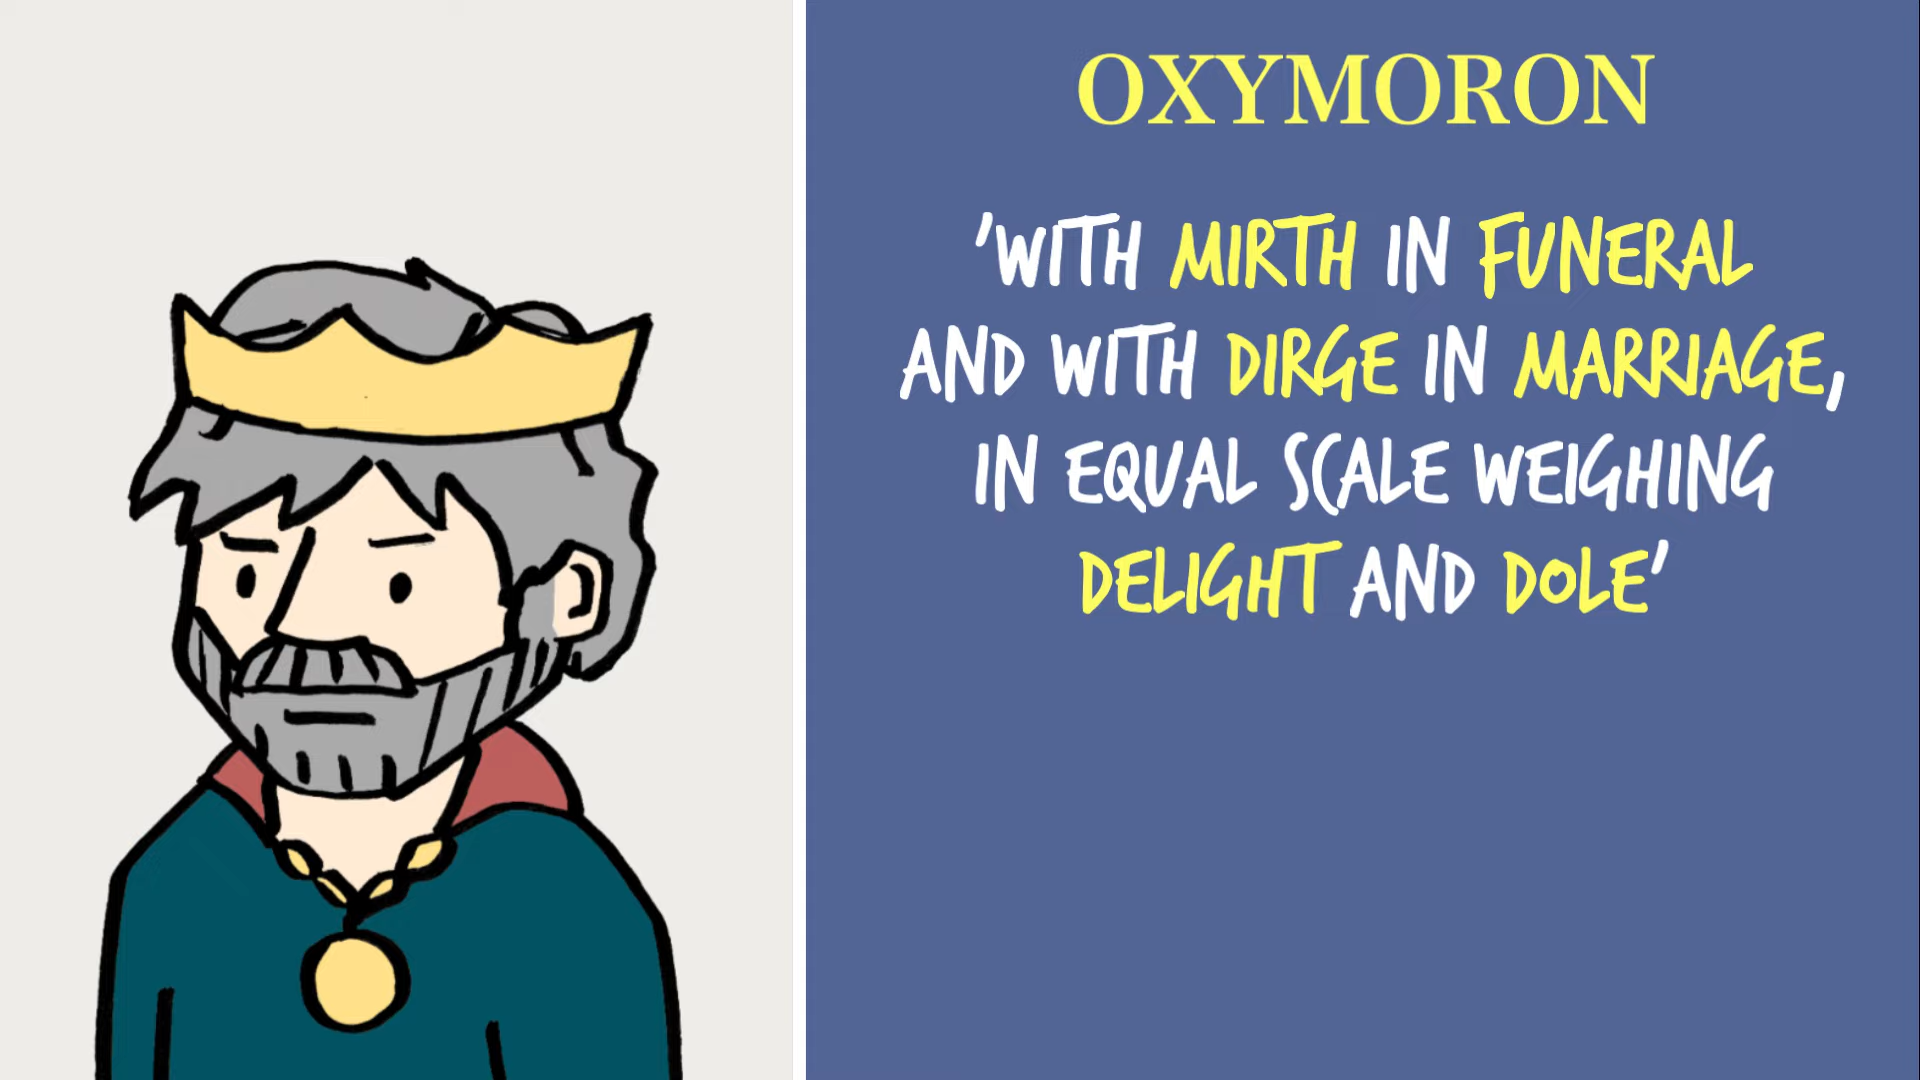 OXYMORON
'WITH MIRTH IN FUNERAL
AND WITH DIRGE IN MARRIAGE,
IN EQUAL SCALE WEIGHING
DELIGHT AND DOLE'